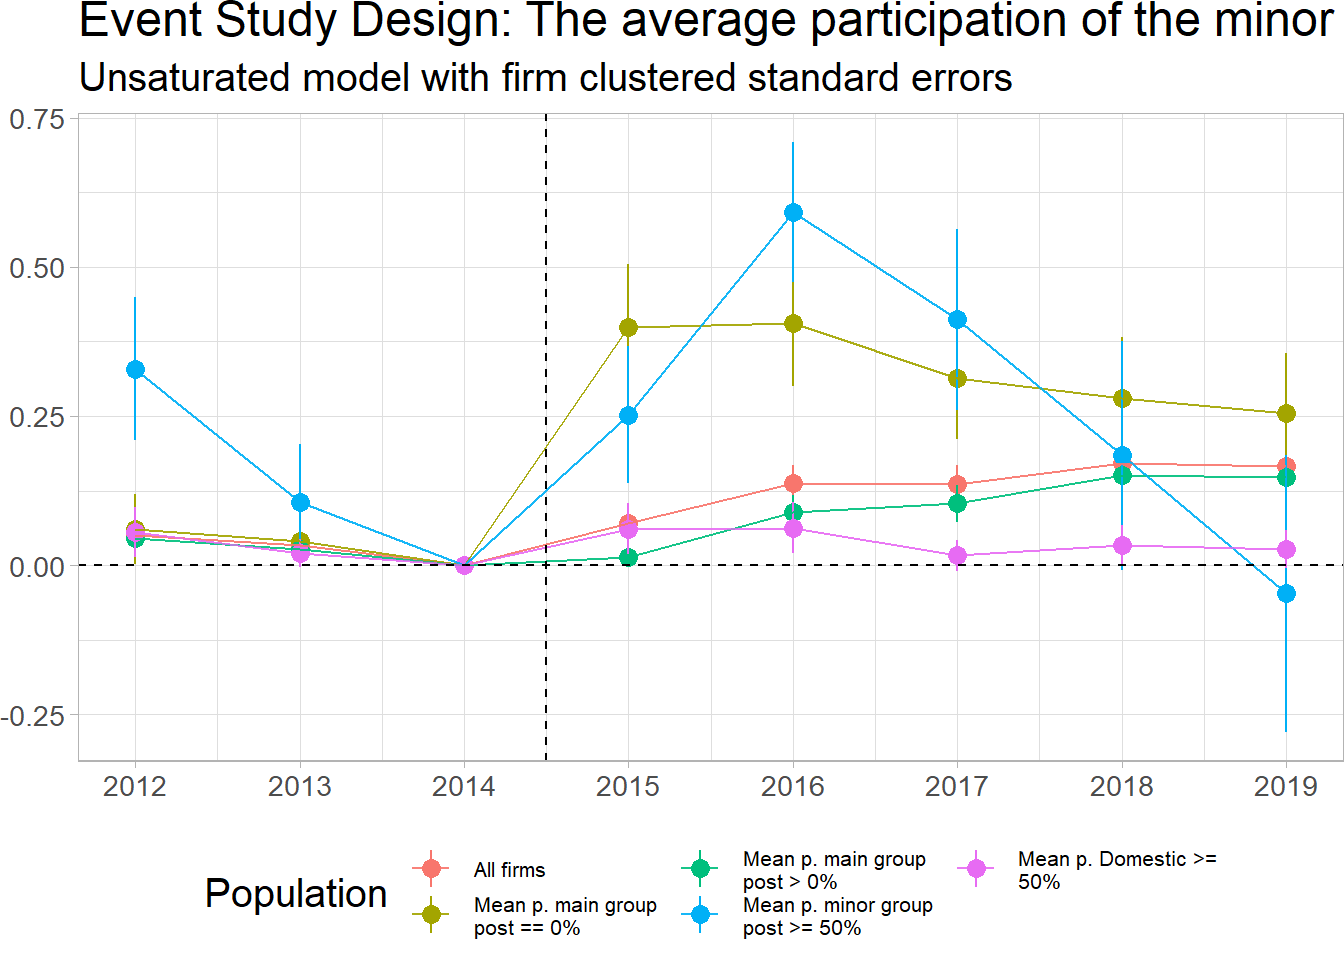 Event Study Design: The average participation of the minor
Unsaturated model with firm clustered standard errors
0.75
0.50
0.25
0.00
-0.25
2012 2013 2014 2015 2016 2017 2018 2019
Population
All firms
Mean p. main group
post == 0%
Mean p. main group
post > 0%
Mean p. minor group
post >= 50%
Mean p. Domestic >=
50%